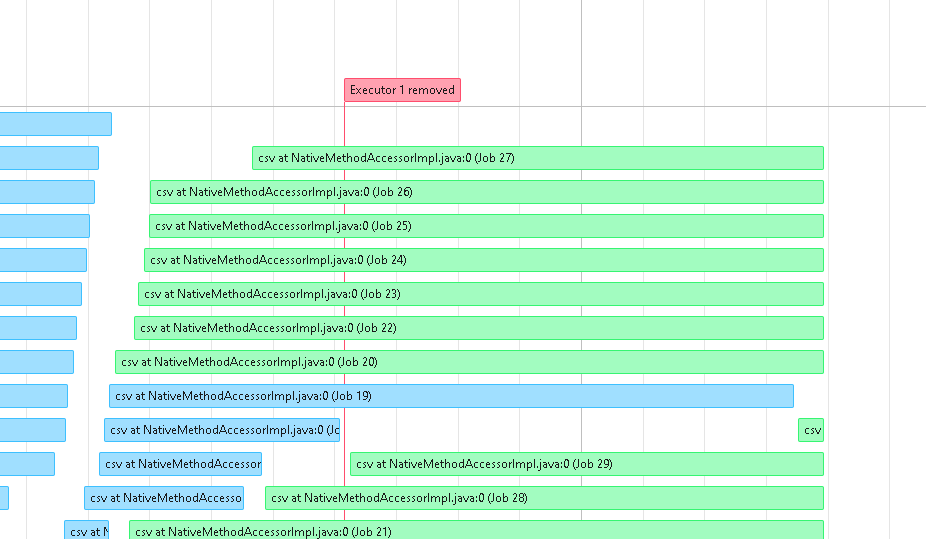 Executor 1 removed
csv at NativeMethodAccessorImpl.java:0 (Job 27)
csv at NativeMethodAccessorImpl.java:0 (Job 26)
csv at NativeMethodAccessorImpl.java:0 (Job 25)
csv at NativeMethodAccessorImpl.java:0 (Job 24)
csv at NativeMethodAccessorImpl.java:0 (Job 23)
csv at NativeMethodAccessorImpl.java:0 (Job 22)
csv at NativeMethodAccessorImpl.java:0 (Job 20)
csv at NativeMethodAccessorImpl.java:0 (Job 19)
csv at NativeMethodAccessorImpl.java:0 (Jo
csv
csv at NativeMethodAccessor
csv at NativeMethodAccessorImpl.java:0 (Job 29)
csv at NativeMethodAccesso
csv at NativeMethodAccessorImpl.java:0 (Job 28)
csv at
csv at NativeMethodAccessorImpl.java:0 (Job 21)